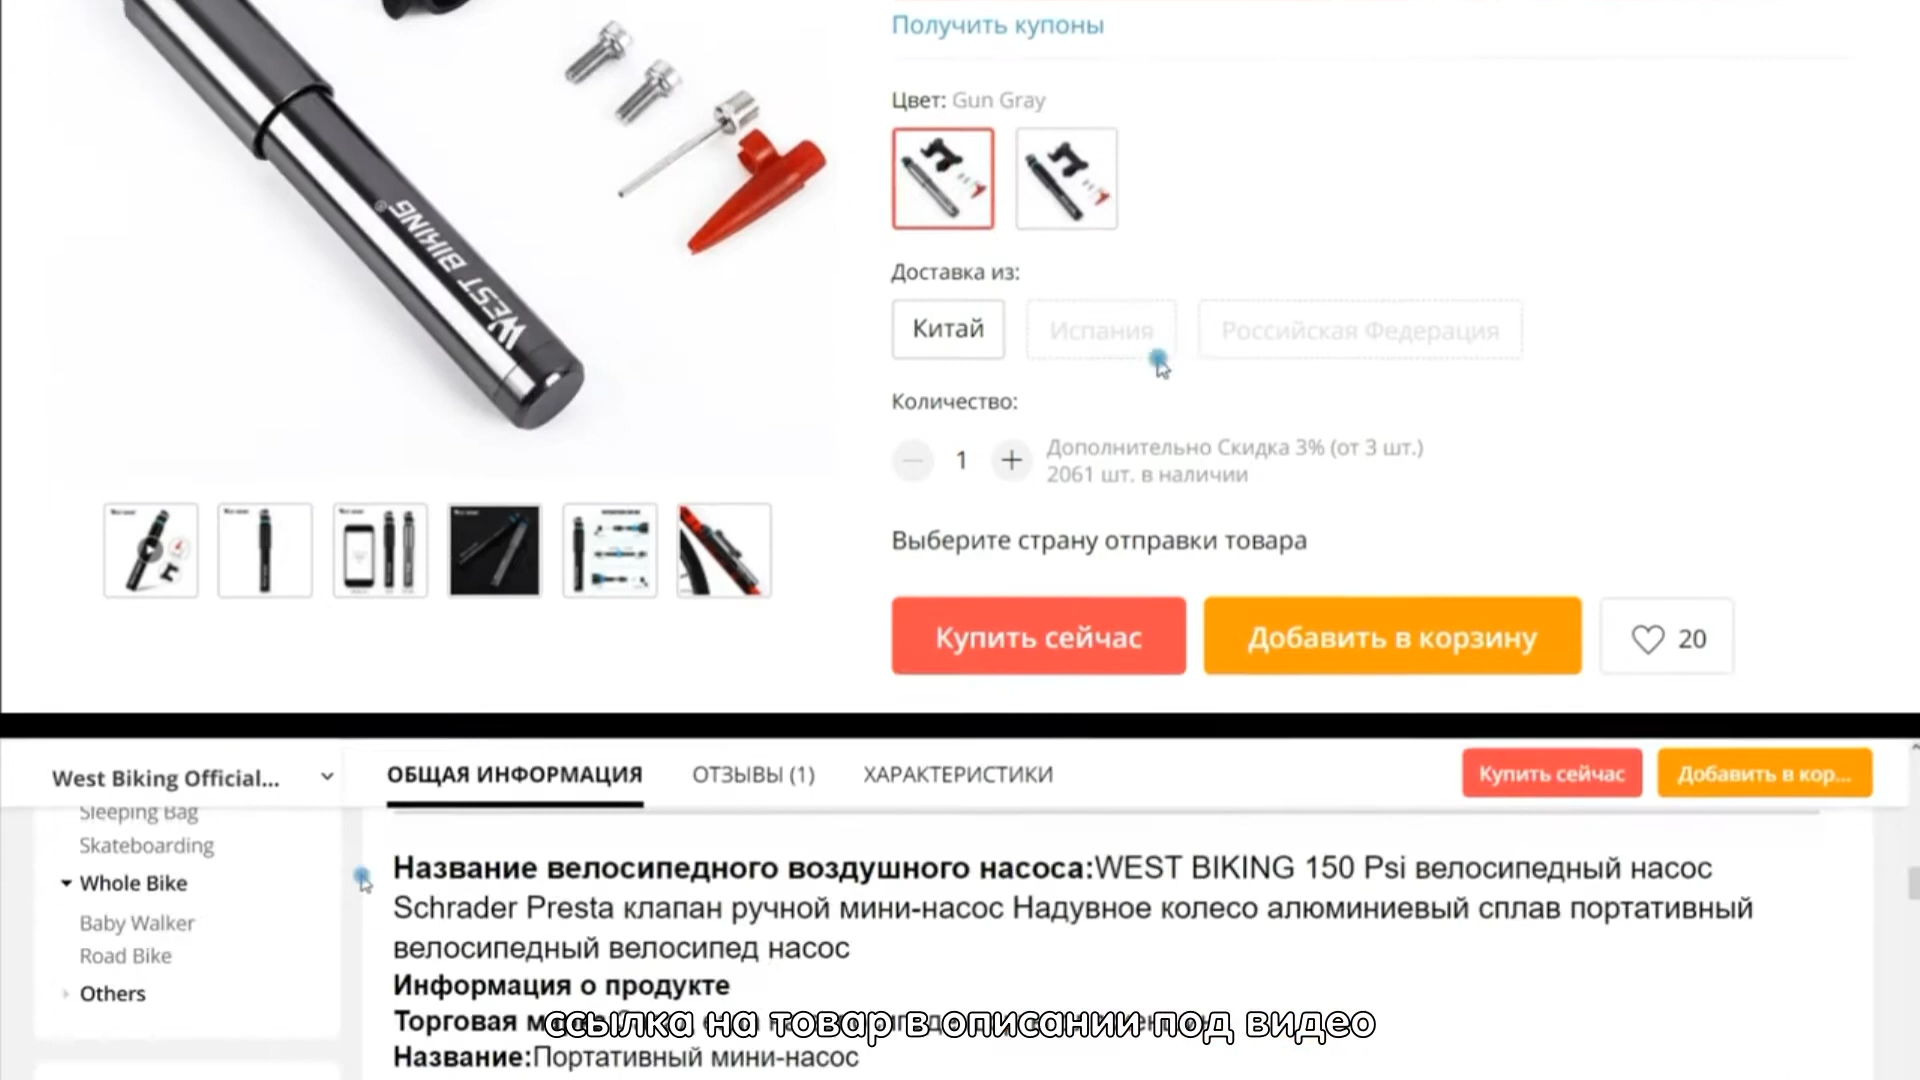 Получить купоны
Цвет: Gun Gray
WEST BIKING®
Доставка из:
Китай
Испания
Российская Федерация
Количество:
1
Дополнительно Скидка 3% (от 3 шт.)
2061 шт. в наличии
Выберите страну отправки товара
Купить сейчас
Добавить в корзину
20
West Biking Official...
ОБЩАЯ ИНФОРМАЦИЯ
ОТЗЫВЫ (1)
ХАРАКТЕРИСТИКИ
Купить сейчас
Добавить в кор...
Sleeping Bag
Skateboarding
Whole Bike
Baby Walker
Road Bike
Others
Название велосипедного воздушного насоса:WEST BIKING 150 Psi велосипедный насос
Schrader Presta клапан ручной мини-насос Надувное колесо алюминиевый сплав портативный
велосипедный велосипед насос
Информация о продукте
Торговая
ссылка на товар в описании под видео
Название:Портативный мини-насос